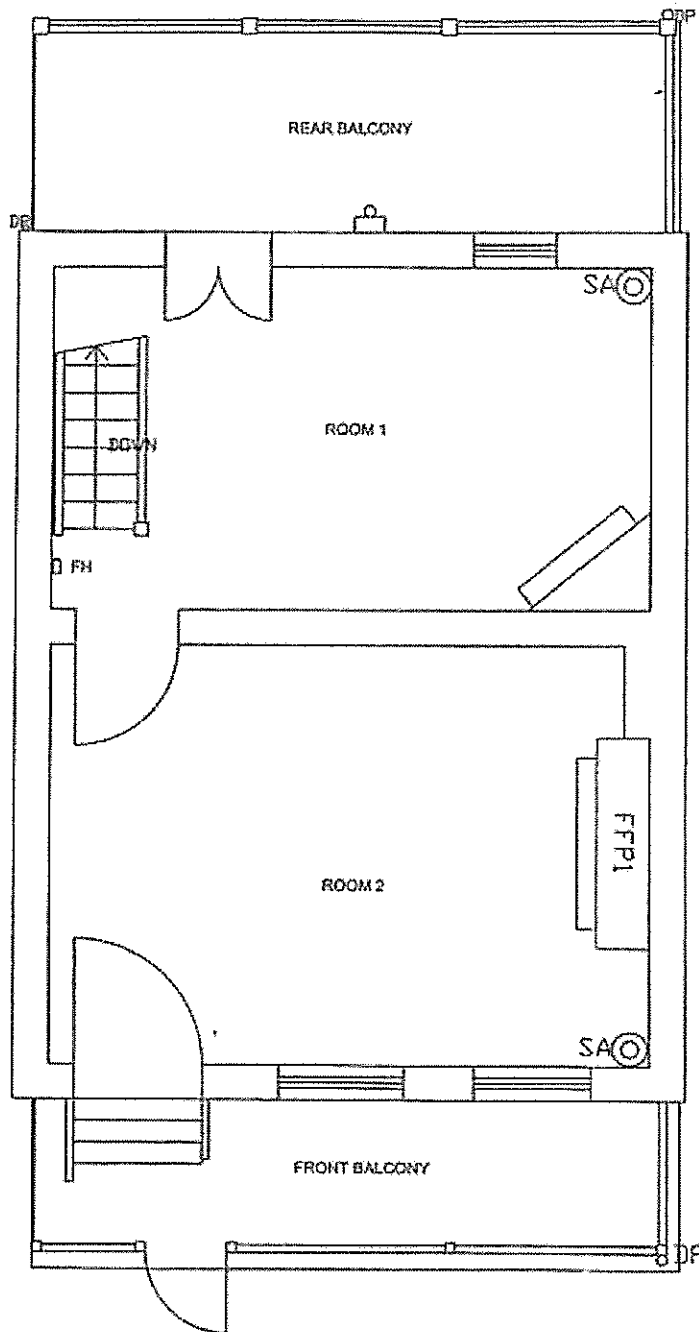 DP
REAR BALCONY
DP
SA
ROOM 1
DOWN
FH
FFP1
ROOM 2
SA
FRONT BALCONY
DP